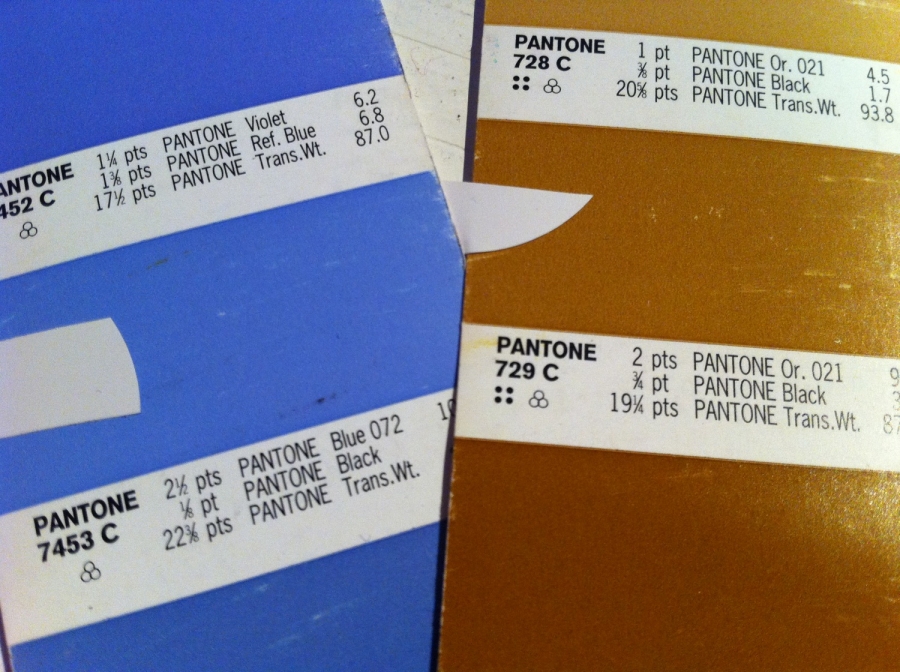 ANTONE 1¼ pts PANTONE Violet 6.2
452 C 1⅜ pts PANTONE Ref. Blue 6.8
17½ pts PANTONE Trans.Wt. 87.0
PANTONE 2½ pts PANTONE Blue 072 10
7453 C ⅛ pt PANTONE Black
22⅜ pts PANTONE Trans.Wt.
PANTONE 1 pt PANTONE Or. 021 4.5
728 C ⅜ pt PANTONE Black 1.7
20⅝ pts PANTONE Trans.Wt. 93.8
PANTONE 2 pts PANTONE Or. 021 9
729 C ¾ pt PANTONE Black 3
19¼ pts PANTONE Trans.Wt. 87